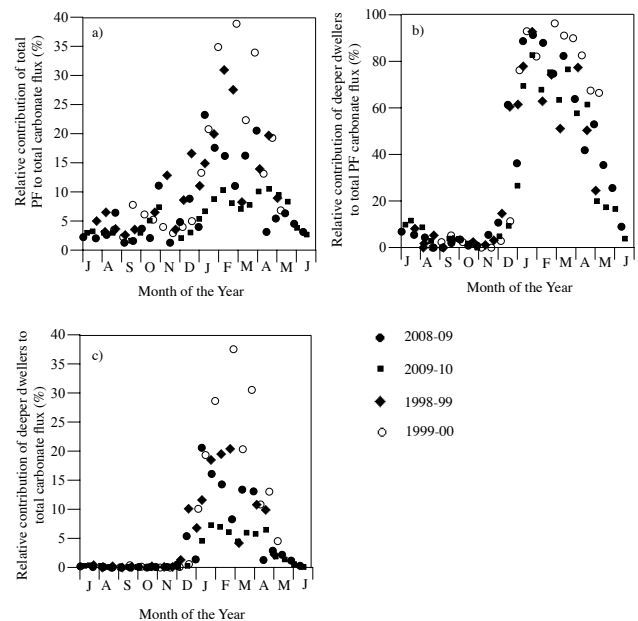 a)
Relative contribution of total
PF to total carbonate flux (%)
40
35
30
25
20
15
10
5
0
J A S O N D J F M A M J
Month of the Year
b)
Relative contribution of deeper dwellers
to total PF carbonate flux (%)
100
80
60
40
20
0
J A S O N D J F M A M J
Month of the Year
c)
Relative contribution of deeper dwellers to
total carbonate flux (%)
40
35
30
25
20
15
10
5
0
J A S O N D J F M A M J
Month of the Year
2008-09
2009-10
1998-99
1999-00